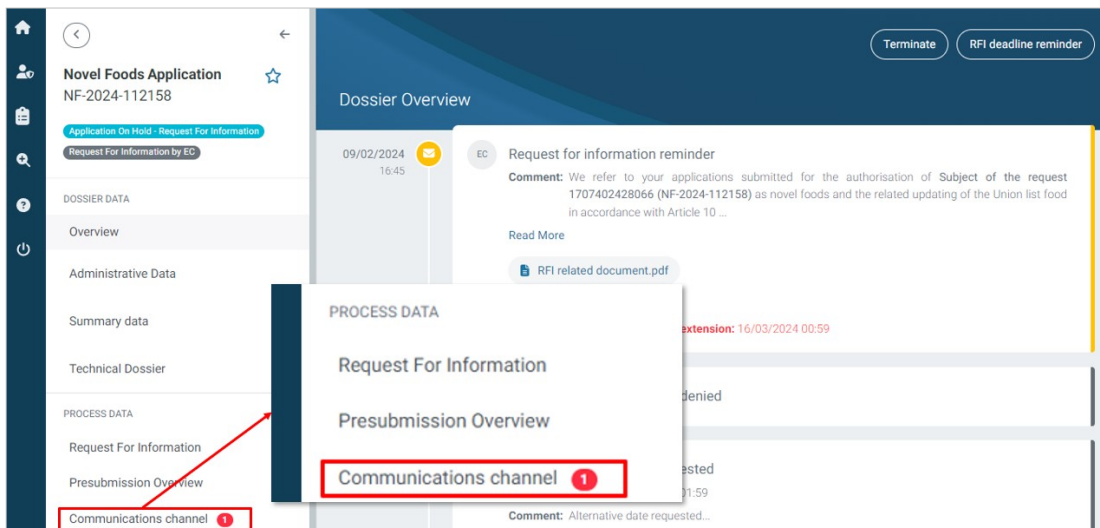 Novel Foods Application
NF-2024-112158
Application On Hold - Request For Information
Request For Information by EC
DOSSIER DATA
Overview
Administrative Data
Summary data
Technical Dossier
PROCESS DATA
Request For Information
Presubmission Overview
Communications channel 1
Terminate
RFI deadline reminder
Dossier Overview
09/02/2024
16:45
EC
Request for information reminder
Comment: We refer to your applications submitted for the authorisation of Subject of the request
1707402428066 (NF-2024-112158) as novel foods and the related updating of the Union list food
in accordance with Article 10 ...
Read More
RFI related document.pdf
extension: 16/03/2024 00:59
denied
ested
1:59
Comment: Alternative date requested...
PROCESS DATA
Request For Information
Presubmission Overview
Communications channel 1